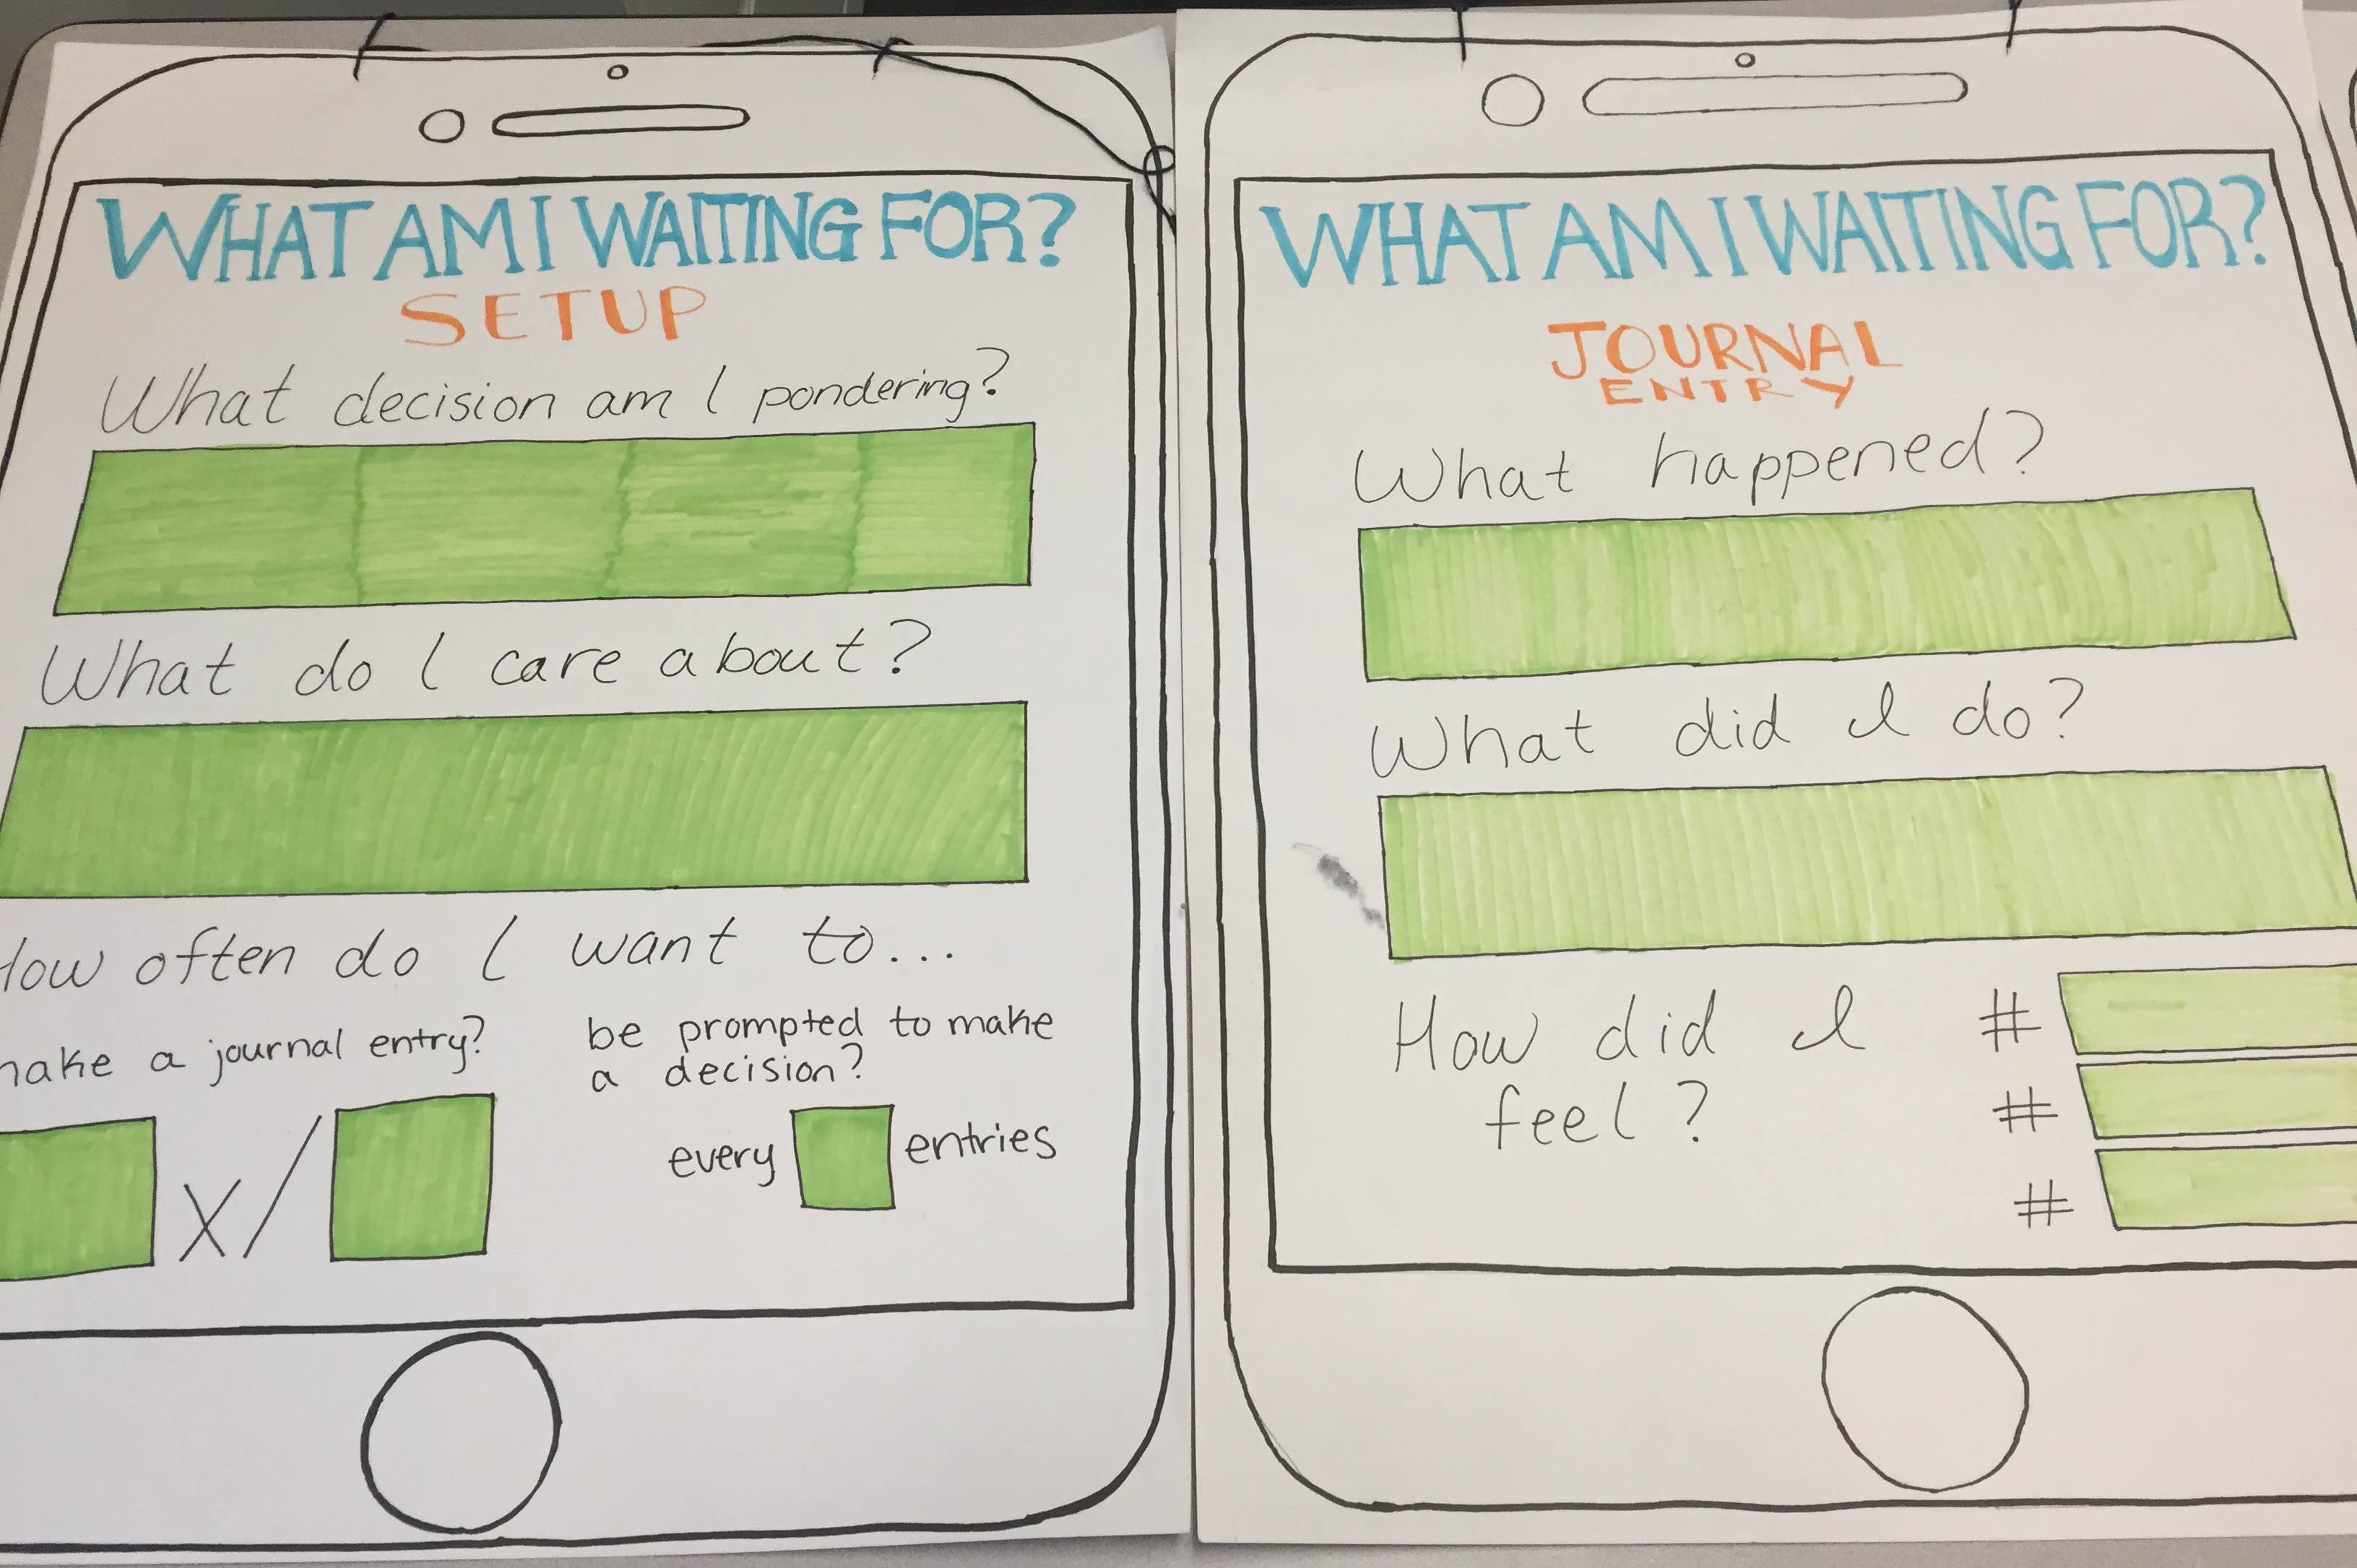 WHAT AM I WAITING FOR?
SETUP
What decision am I pondering?
What do I care about?
How often do I want to...
make a journal entry?
X/
be prompted to make
a decision?
every entries
WHAT AM I WAITING FOR?
JOURNAL
ENTRY
What happened?
What did I do?
How did I
feel?
#
#
#